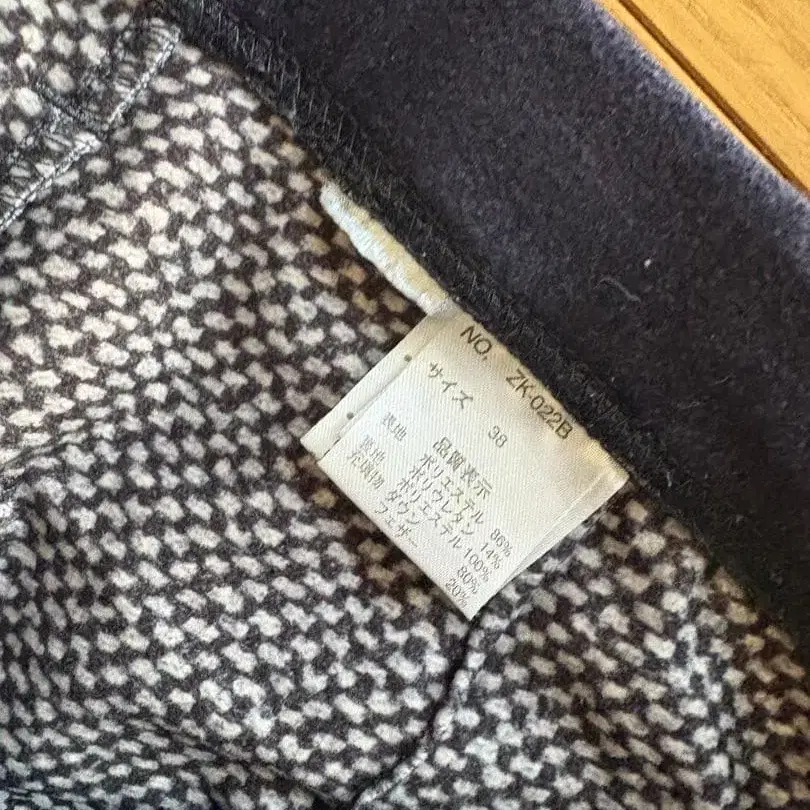 NO. ZK-022B
サイズ 38
品質表示
表地 ポリエステル 86%
ポリウレタン 14%
裏地 ポリエステル 100%
充填物 ダウン 80%
フェザー 20%